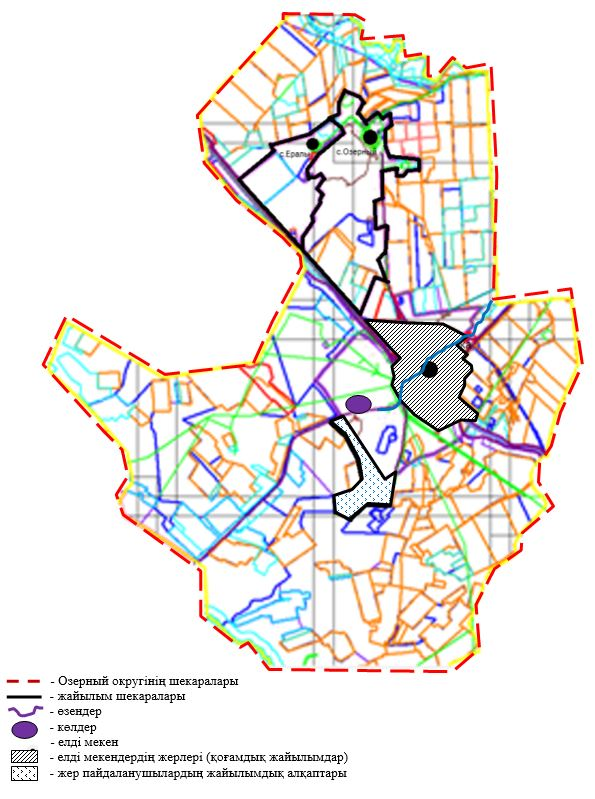 с.Ералы
с.Озерный
- Озерный округінің шекаралары
- жайылым шекаралары
- өзендер
- көлдер
- елді мекен
- елді мекендердің жерлері (қоғамдық жайылымдар)
- жер пайдаланушылардың жайылымдық алқаптары